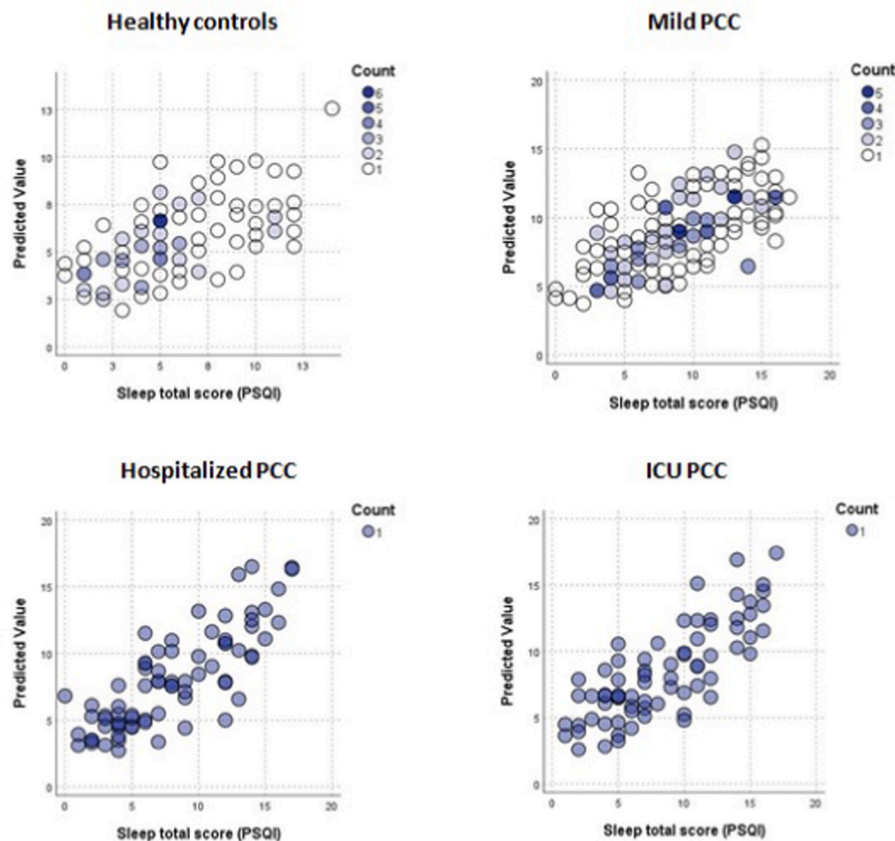 Healthy controls
Count
6
5
4
3
2
1
13
10
8
5
3
0
Predicted Value
0 3 5 8 10 13
Sleep total score (PSQI)
Mild PCC
Count
5
4
3
2
1
20
15
10
5
0
Predicted Value
0 5 10 15 20
Sleep total score (PSQI)
Hospitalized PCC
Count
1
20
15
10
5
0
Predicted Value
0 5 10 15 20
Sleep total score (PSQI)
ICU PCC
Count
1
20
15
10
5
0
Predicted Value
0 5 10 15 20
Sleep total score (PSQI)